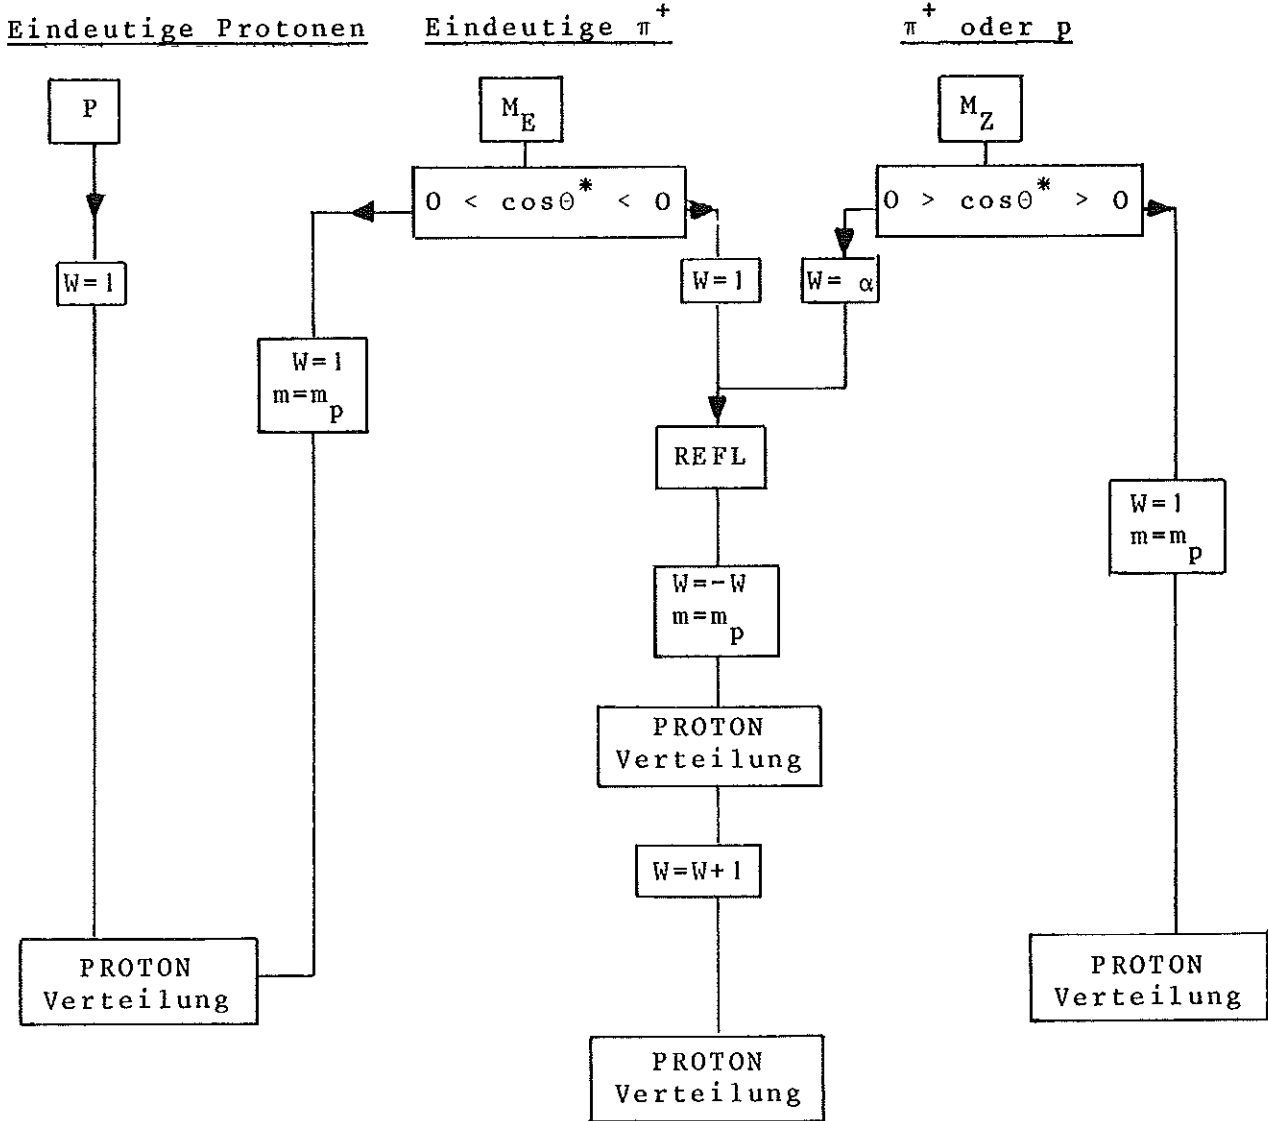 Eindeutige Protonen
Eindeutige π⁺
π⁺ oder p
P
M_E
M_Z
0 < cosΘ* < 0
0 > cosΘ* > 0
W=1
W=1
W= α
W=1
m=m_p
REFL
W=1
m=m_p
W=-W
m=m_p
PROTON
Verteilung
W=W+1
PROTON
Verteilung
PROTON
Verteilung
PROTON
Verteilung